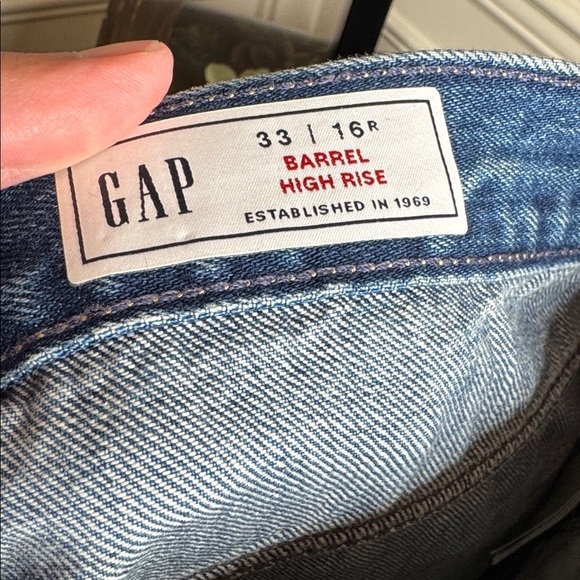 GAP
33 | 16R
BARREL
HIGH RISE
ESTABLISHED IN 1969